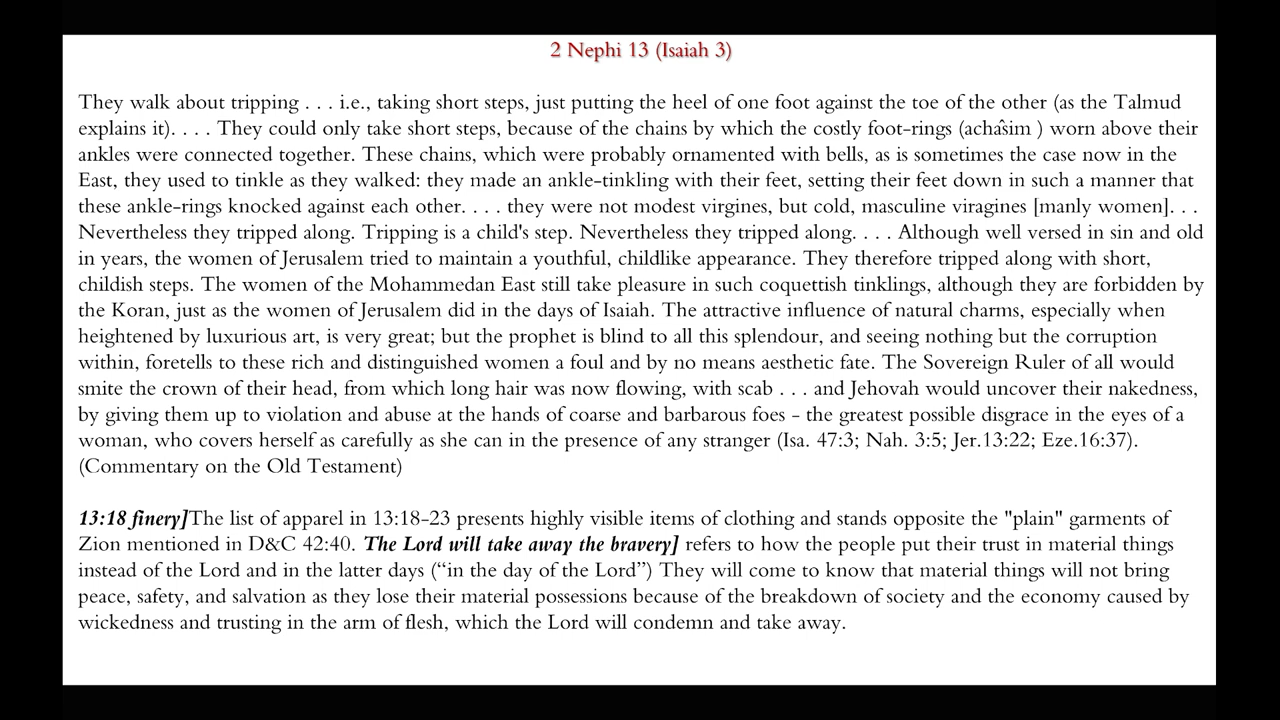 2 Nephi 13 (Isaiah 3)
They walk about tripping . . . i.e., taking short steps, just putting the heel of one foot against the toe of the other (as the Talmud
explains it). . . . They could only take short steps, because of the chains by which the costly foot-rings (achâsim ) worn above their
ankles were connected together. These chains, which were probably ornamented with bells, as is sometimes the case now in the
East, they used to tinkle as they walked: they made an ankle-tinkling with their feet, setting their feet down in such a manner that
these ankle-rings knocked against each other. . . . they were not modest virgines, but cold, masculine viragines [manly women]. . .
Nevertheless they tripped along. Tripping is a child's step. Nevertheless they tripped along. . . . Although well versed in sin and old
in years, the women of Jerusalem tried to maintain a youthful, childlike appearance. They therefore tripped along with short,
childish steps. The women of the Mohammedan East still take pleasure in such coquettish tinklings, although they are forbidden by
the Koran, just as the women of Jerusalem did in the days of Isaiah. The attractive influence of natural charms, especially when
heightened by luxurious art, is very great; but the prophet is blind to all this splendour, and seeing nothing but the corruption
within, foretells to these rich and distinguished women a foul and by no means aesthetic fate. The Sovereign Ruler of all would
smite the crown of their head, from which long hair was now flowing, with scab . . . and Jehovah would uncover their nakedness,
by giving them up to violation and abuse at the hands of coarse and barbarous foes - the greatest possible disgrace in the eyes of a
woman, who covers herself as carefully as she can in the presence of any stranger (Isa. 47:3; Nah. 3:5; Jer.13:22; Eze.16:37).
(Commentary on the Old Testament)
13:18 finery]The list of apparel in 13:18-23 presents highly visible items of clothing and stands opposite the "plain" garments of
Zion mentioned in D&C 42:40. The Lord will take away the bravery] refers to how the people put their trust in material things
instead of the Lord and in the latter days (“in the day of the Lord”) They will come to know that material things will not bring
peace, safety, and salvation as they lose their material possessions because of the breakdown of society and the economy caused by
wickedness and trusting in the arm of flesh, which the Lord will condemn and take away.